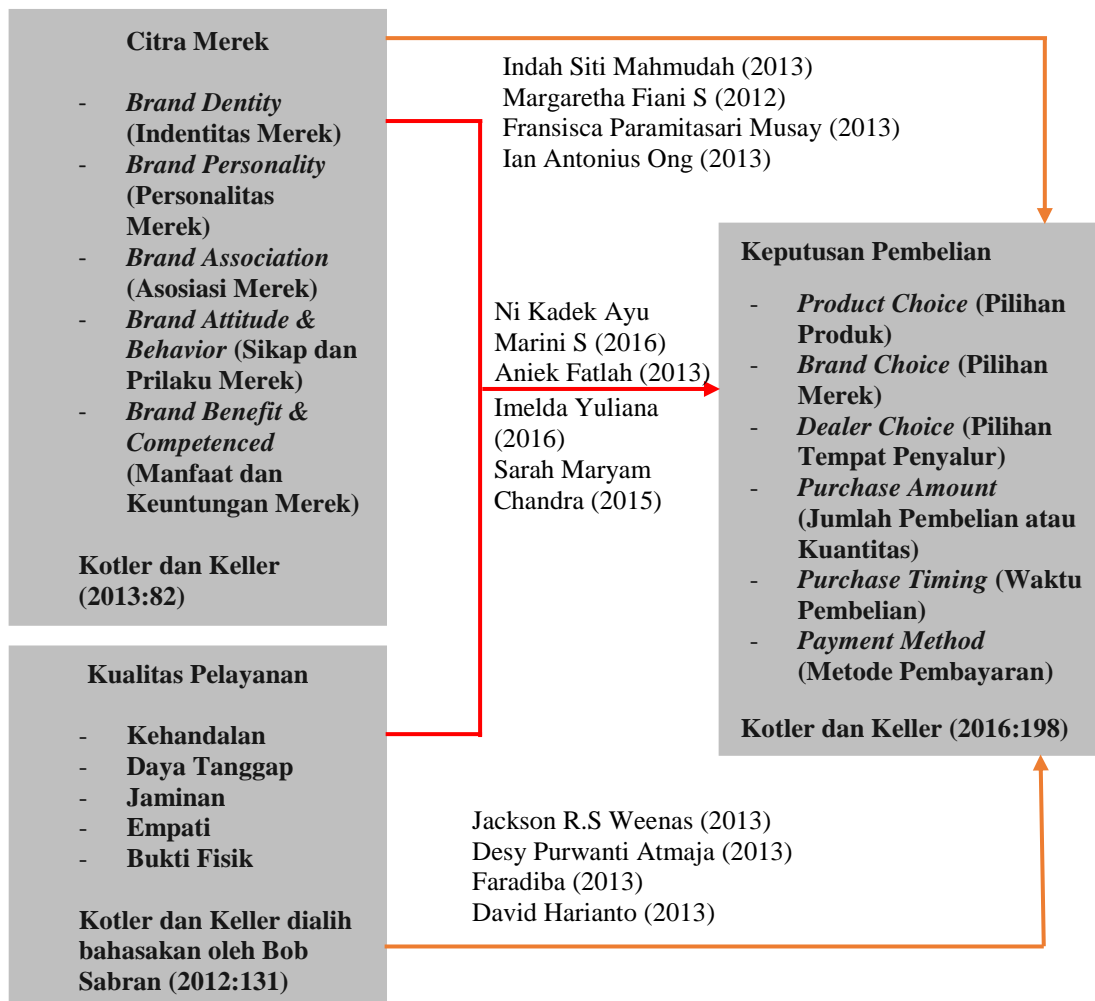 Citra Merek
- Brand Dentity
(Indentitas Merek)
- Brand Personality
(Personalitas
Merek)
- Brand Association
(Asosiasi Merek)
- Brand Attitude &
Behavior (Sikap dan
Prilaku Merek)
- Brand Benefit &
Competenced
(Manfaat dan
Keuntungan Merek)
Kotler dan Keller
(2013:82)
Indah Siti Mahmudah (2013)
Margaretha Fiani S (2012)
Fransisca Paramitasari Musay (2013)
Ian Antonius Ong (2013)
Ni Kadek Ayu
Marini S (2016)
Aniek Fatlah (2013)
Imelda Yuliana
(2016)
Sarah Maryam
Chandra (2015)
Keputusan Pembelian
- Product Choice (Pilihan
Produk)
- Brand Choice (Pilihan
Merek)
- Dealer Choice (Pilihan
Tempat Penyalur)
- Purchase Amount
(Jumlah Pembelian atau
Kuantitas)
- Purchase Timing (Waktu
Pembelian)
- Payment Method
(Metode Pembayaran)
Kotler dan Keller (2016:198)
Kualitas Pelayanan
- Kehandalan
- Daya Tanggap
- Jaminan
- Empati
- Bukti Fisik
Kotler dan Keller dialih
bahasakan oleh Bob
Sabran (2012:131)
Jackson R.S Weenas (2013)
Desy Purwanti Atmaja (2013)
Faradiba (2013)
David Harianto (2013)